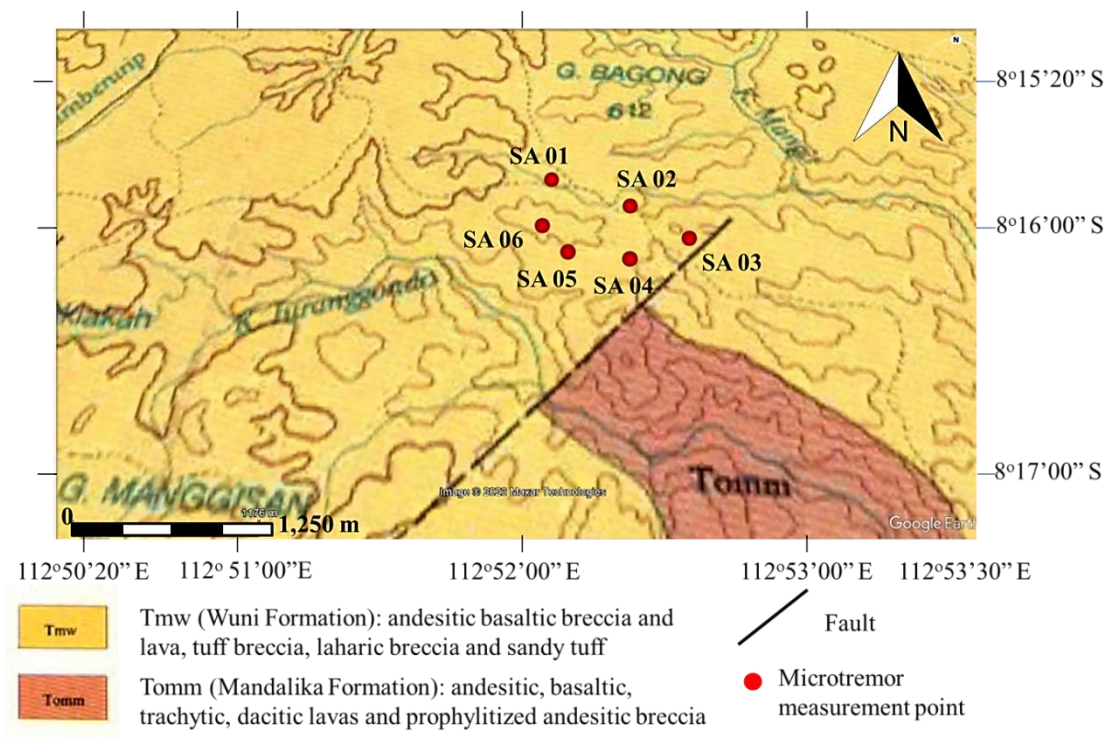 G. BAGONG
612
N
8°15'20" S
K. Mangi
SA 01
SA 02
8°16'00" S
SA 06
SA 03
SA 05
SA 04
K. Turunggondo
Klakah
Tomm
8°17'00" S
G. MANGGISAN
Image © 2022 Maxar Technologies
1176 m
0
1,250 m
Google Earth
112°50'20" E
112°51'00" E
112°52'00" E
112°53'00" E
112°53'30" E
Tmw
Tmw (Wuni Formation): andesitic basaltic breccia and
lava, tuff breccia, laharic breccia and sandy tuff
Fault
Tomm
Tomm (Mandalika Formation): andesitic, basaltic,
trachytic, dacitic lavas and prophylitized andesitic breccia
Microtremor
measurement point